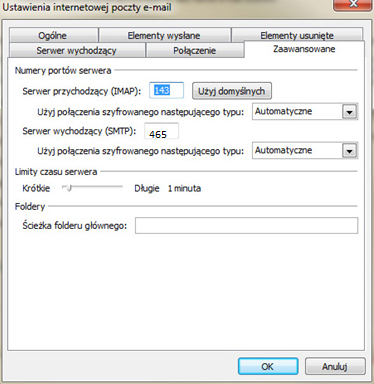 Ustawienia internetowej poczty e-mail
Ogólne Elementy wysłane Elementy usunięte
Serwer wychodzący Połączenie Zaawansowane
Numery portów serwera
Serwer przychodzący (IMAP): 143 Użyj domyślnych
Użyj połączenia szyfrowanego następującego typu: Automatyczne
Serwer wychodzący (SMTP): 465
Użyj połączenia szyfrowanego następującego typu: Automatyczne
Limity czasu serwera
Krótkie Długie 1 minuta
Foldery
Ścieżka folderu głównego:
OK Anuluj